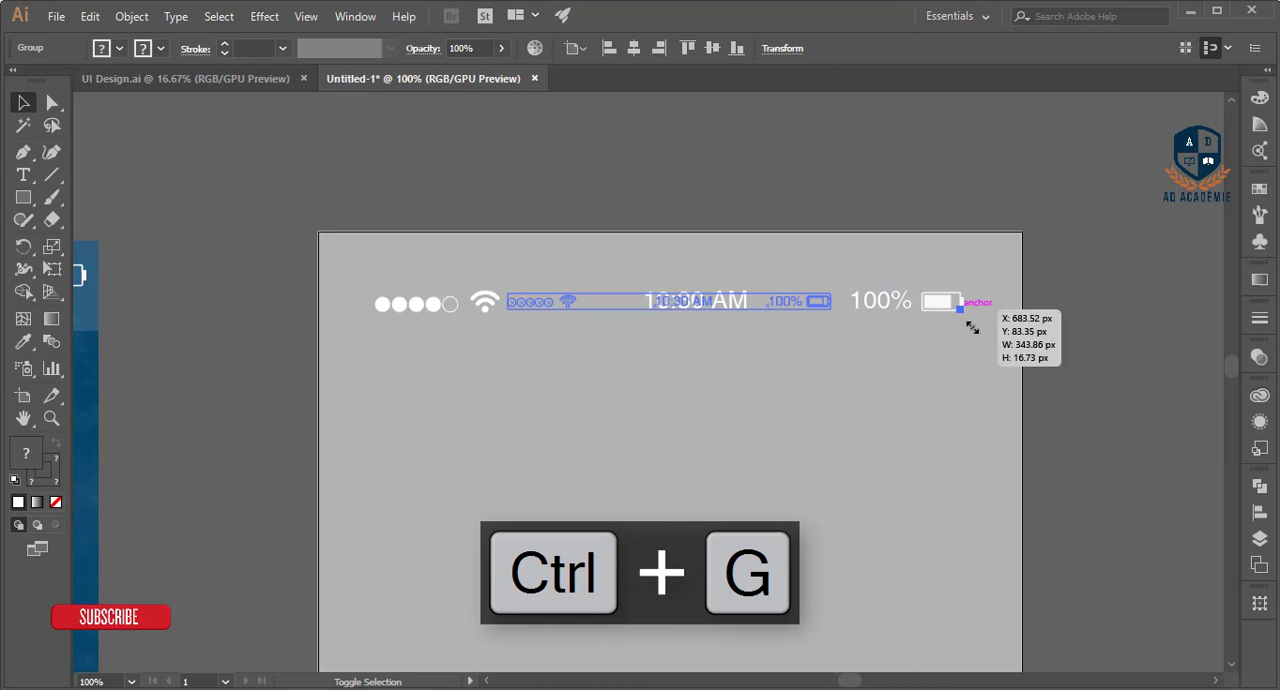 Ai File Edit Object Type Select Effect View Window Help Br St Essentials Search Adobe Help
Group ? ? Stroke: Opacity: 100% Transform
UI Design.ai @ 16.67% (RGB/GPU Preview) × Untitled-1* @ 100% (RGB/GPU Preview) ×
A D
AD ACADEMIE
10:30 AM 100% 100% anchor
X: 683.52 px
Y: 83.35 px
W: 343.86 px
H: 16.73 px
T
?
?
?
?
Ctrl + G
SUBSCRIBE
100% 1 Toggle Selection